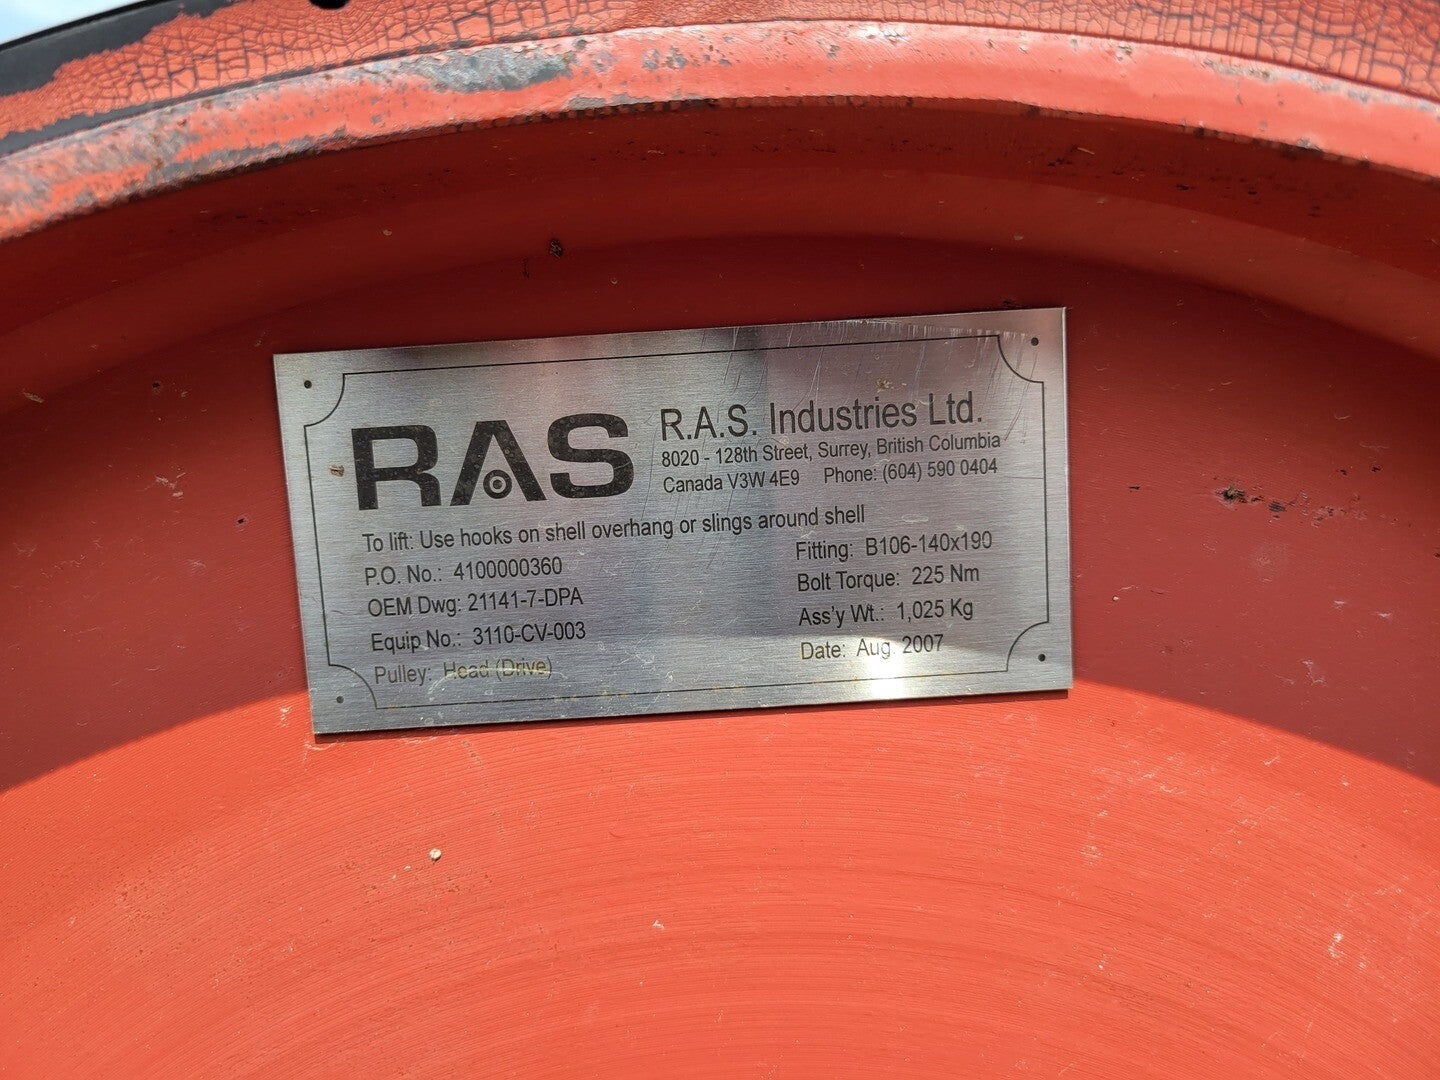 RAS
R.A.S. Industries Ltd.
8020 - 128th Street, Surrey, British Columbia
Canada V3W 4E9 Phone: (604) 590 0404
To lift: Use hooks on shell overhang or slings around shell
P.O. No.: 4100000360
OEM Dwg: 21141-7-DPA
Equip No.: 3110-CV-003
Pulley: Head (Drive)
Fitting: B106-140x190
Bolt Torque: 225 Nm
Ass'y Wt.: 1,025 Kg
Date: Aug. 2007